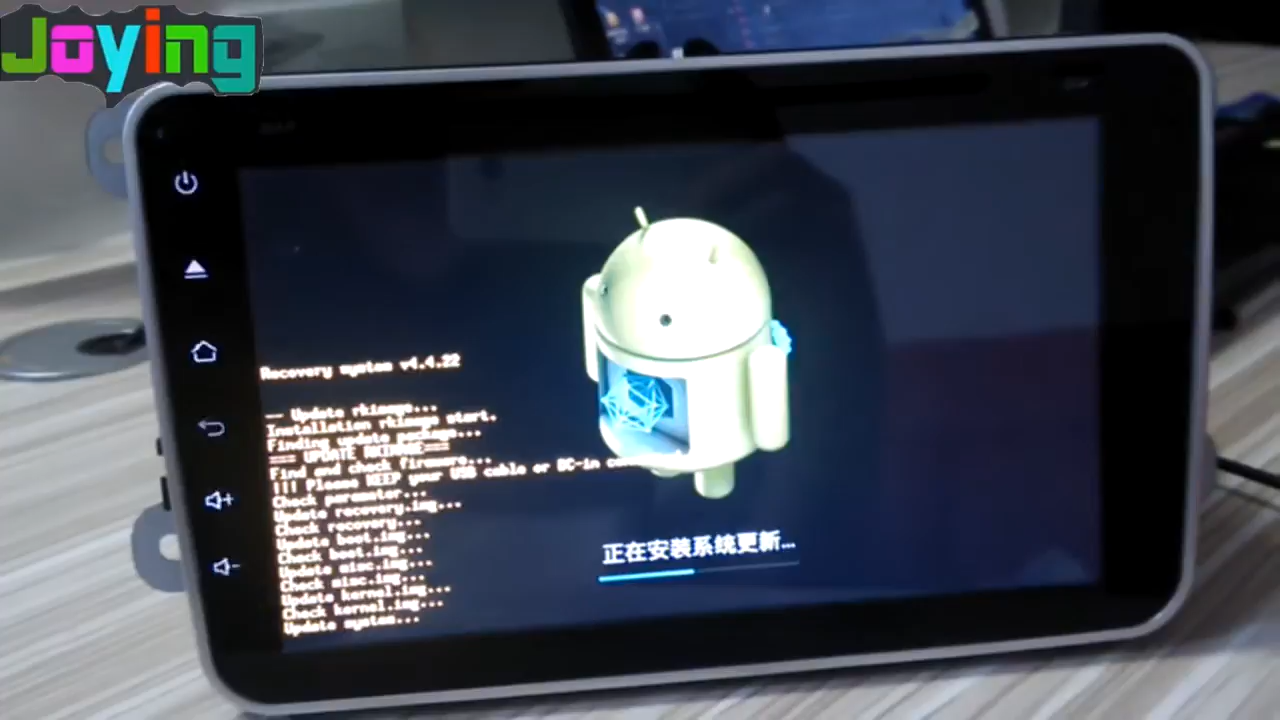 Joying
Recovery system v4.4.22
-- Update rkimage...
Installation rkimage start.
Finding update package...
=== UPDATE RKIMAGE===
Find and check firmware...
!!! Please KEEP your USB cable or DC-in
Check parameter...
Update recovery.img...
Check recovery...
Update boot.img...
Check boot.img...
Update misc.img...
Check misc.img...
Update kernel.img...
Check kernel.img...
Update system...
正在安装系统更新...